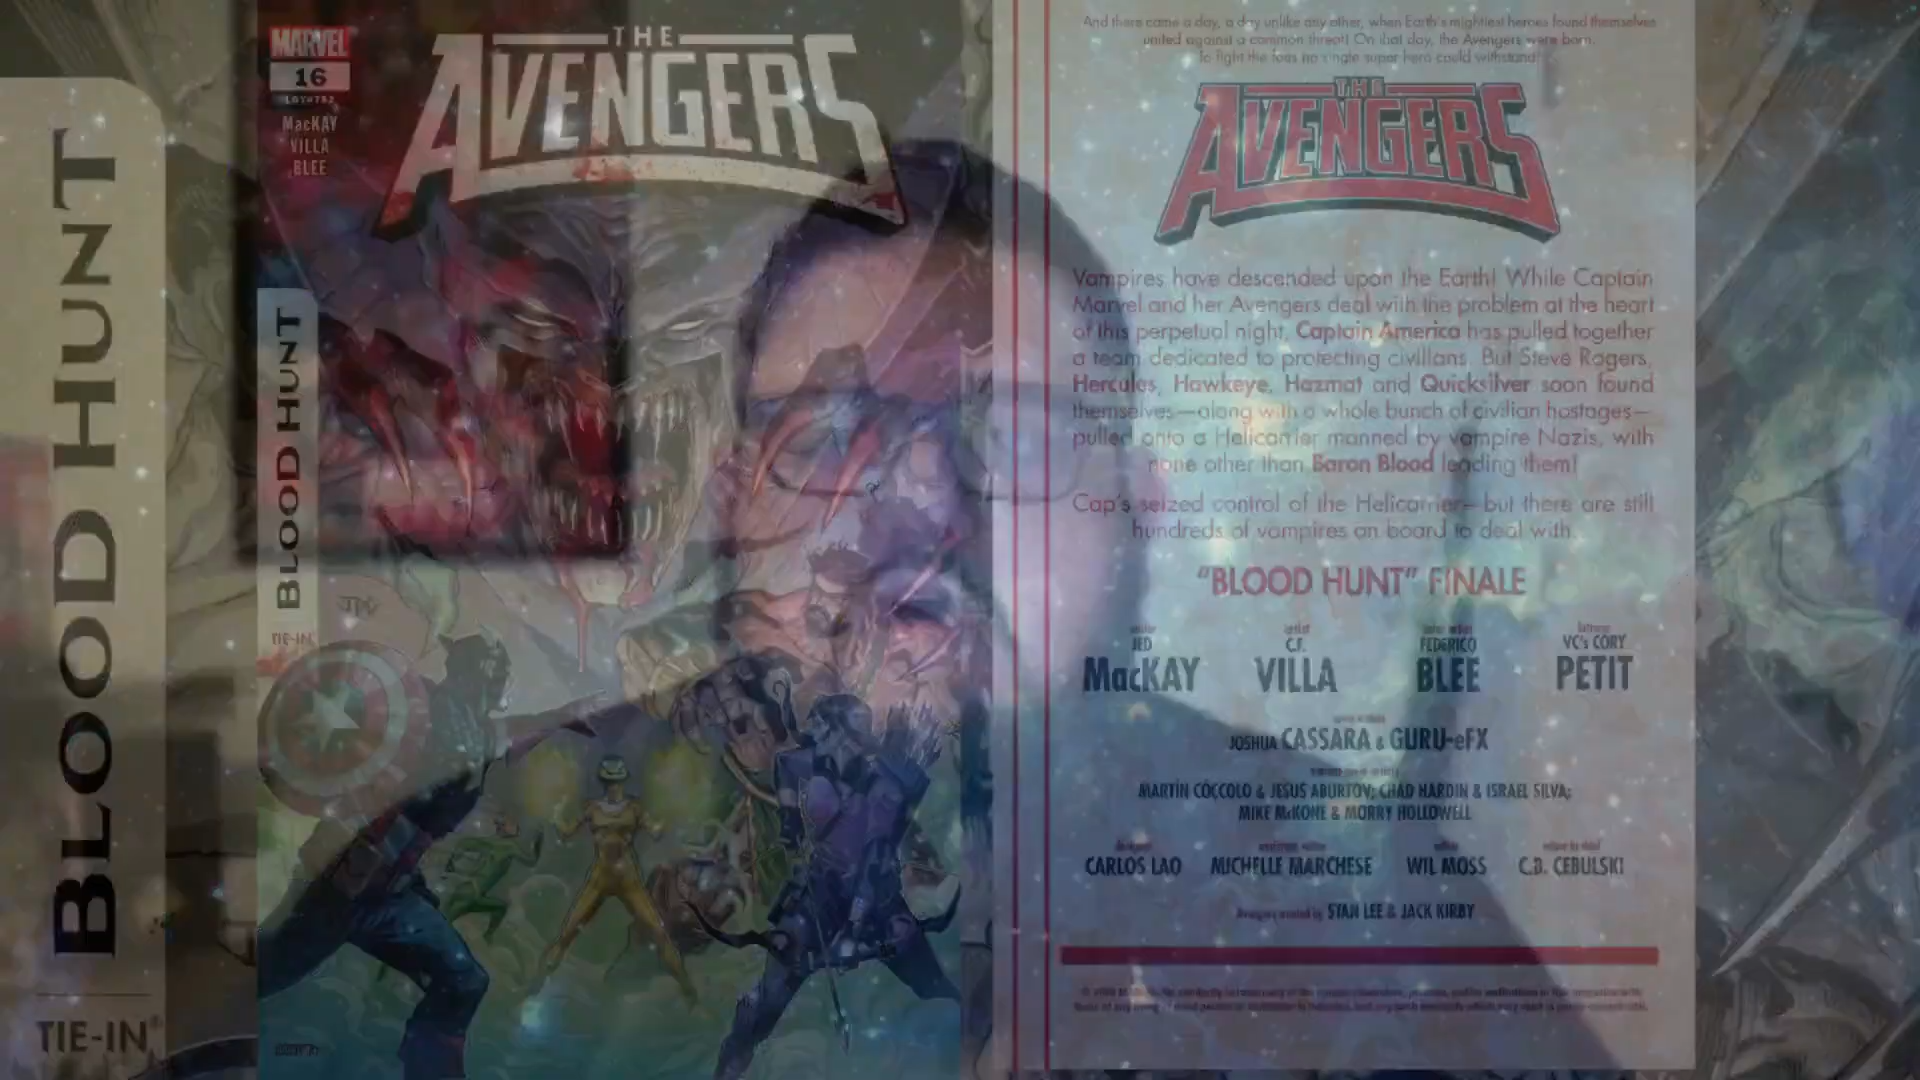 BLOOD HUNT
TIE-IN
MARVEL
16
LGY#782
MacKAY
VILLA
BLEE
THE
AVENGERS
BLOOD HUNT
TIE-IN
And there came a day, a day unlike any other, when Earth's mightiest heroes found themselves
united against a common threat! On that day, the Avengers were born.
To fight the foes no single super hero could withstand!
THE
AVENGERS
Vampires have descended upon the Earth! While Captain
Marvel and her Avengers deal with the problem at the heart
of this perpetual night, Captain America has pulled together
a team dedicated to protecting civilians. But Steve Rogers,
Hercules, Hawkeye, Hazmat and Quicksilver soon found
themselves—along with a whole bunch of civilian hostages—
pulled onto a Helicarrier manned by vampire Nazis, with
none other than Baron Blood leading them!
Cap's seized control of the Helicarrier—but there are still
hundreds of vampires on board to deal with.
"BLOOD HUNT" FINALE
JED
MacKAY
artist
C.F.
VILLA
color artist
FEDERICO
BLEE
VC's CORY
PETIT
JOSHUA CASSARA & GURU-eFX
MARTÍN CÓCCOLO & JESUS ABURTOV; CHAD HARDIN & ISRAEL SILVA;
MIKE McKONE & MORRY HOLLOWELL
CARLOS LAO
MICHELLE MARCHESE
WIL MOSS
C.B. CEBULSKI
Avengers created by STAN LEE & JACK KIRBY